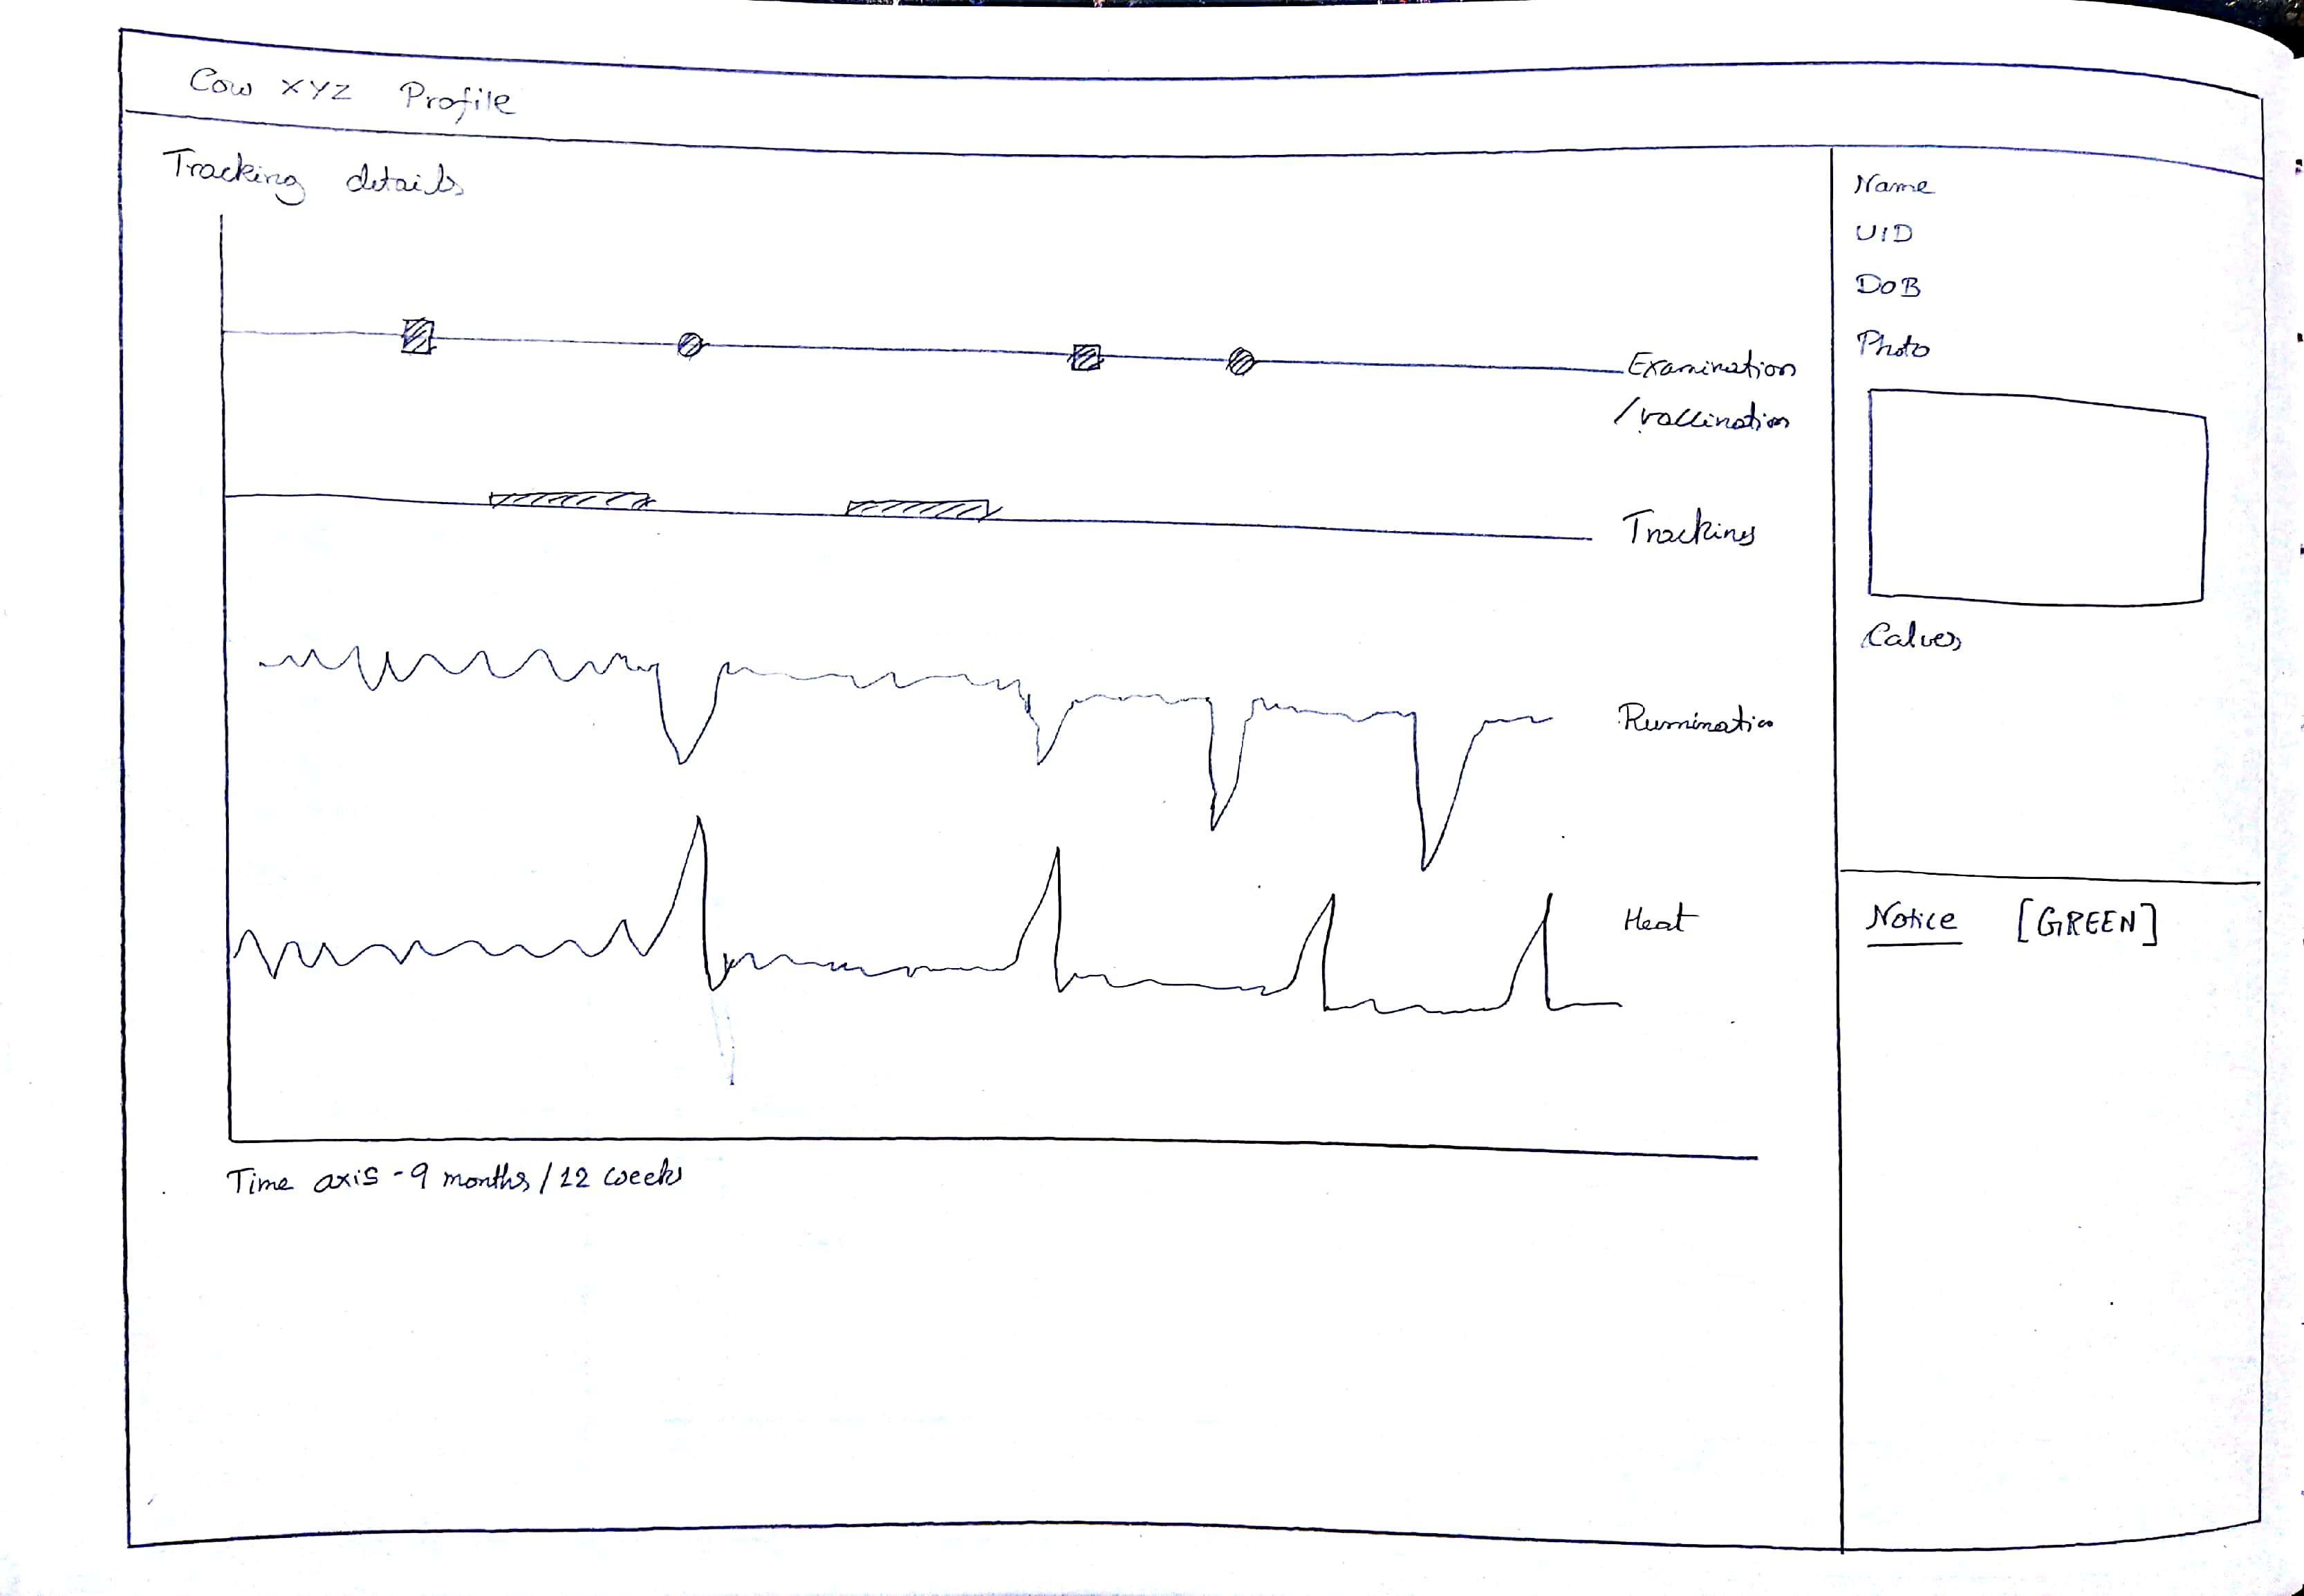 Cow XYZ Profile
Tracking details
Examination
/vaccination
Tracking
Rumination
Heat
Time axis - 9 months / 12 weeks
Name
UID
DoB
Photo
Calves
Notice [GREEN]